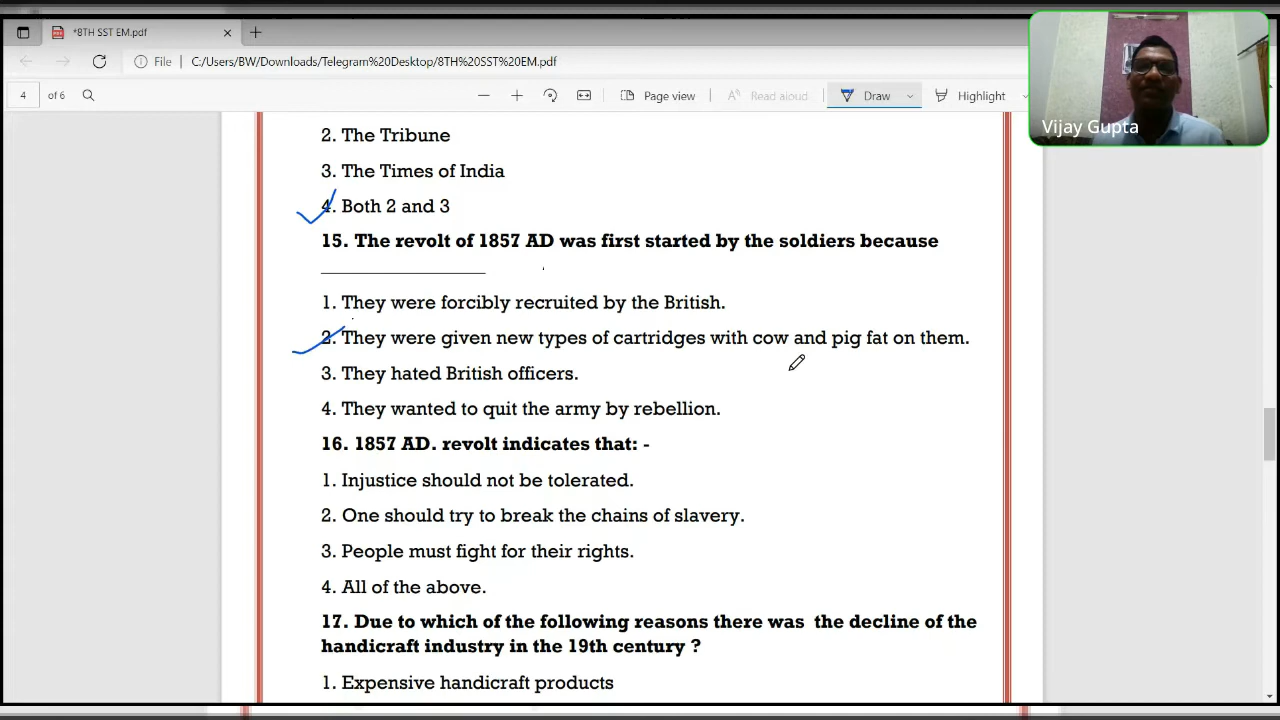 *8TH SST EM.pdf
File
C:/Users/BW/Downloads/Telegram%20Desktop/8TH%20SST%20EM.pdf
4 of 6
Page view
Read aloud
Draw
Highlight
Vijay Gupta
2. The Tribune
3. The Times of India
4. Both 2 and 3
15. The revolt of 1857 AD was first started by the soldiers because
_______________
1. They were forcibly recruited by the British.
2. They were given new types of cartridges with cow and pig fat on them.
3. They hated British officers.
4. They wanted to quit the army by rebellion.
16. 1857 AD. revolt indicates that: -
1. Injustice should not be tolerated.
2. One should try to break the chains of slavery.
3. People must fight for their rights.
4. All of the above.
17. Due to which of the following reasons there was the decline of the
handicraft industry in the 19th century ?
1. Expensive handicraft products